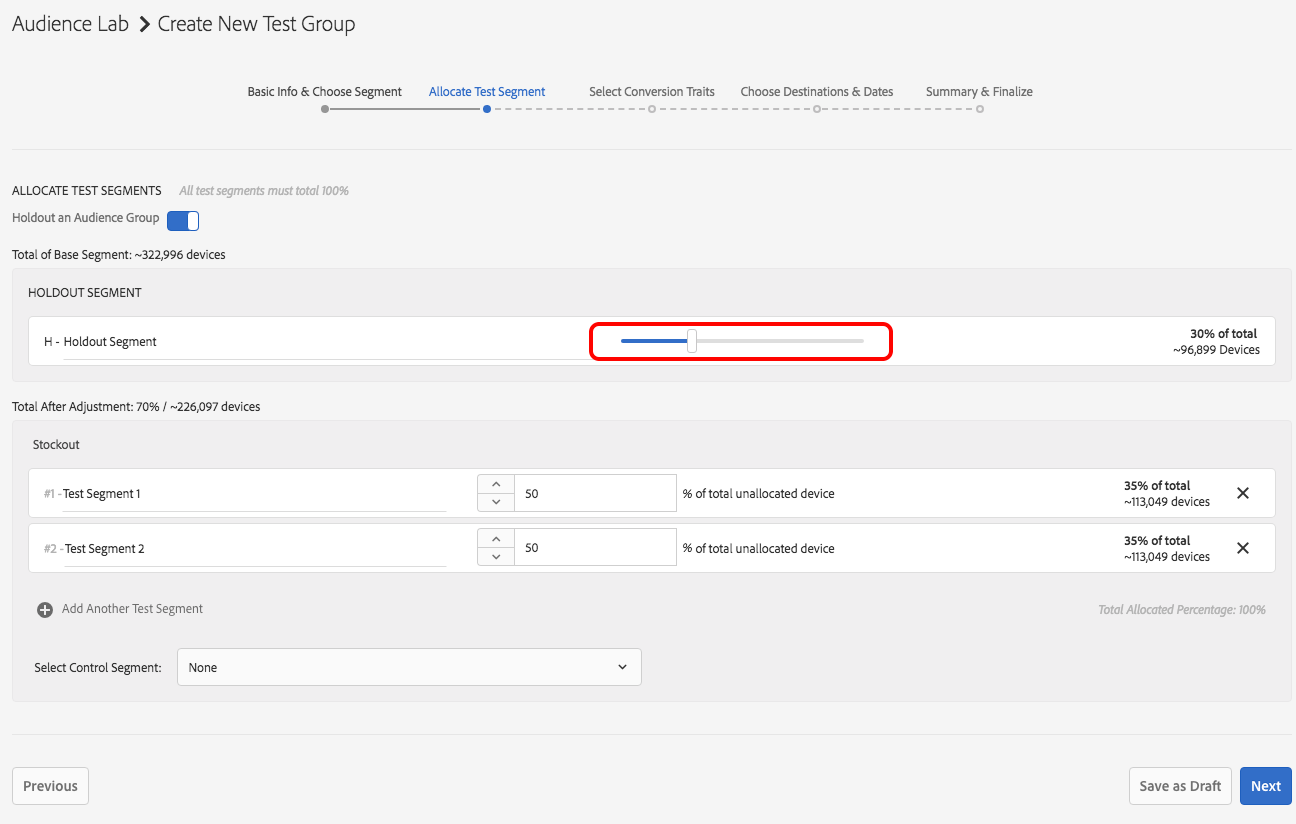 Audience Lab > Create New Test Group
Basic Info & Choose Segment Allocate Test Segment Select Conversion Traits Choose Destinations & Dates Summary & Finalize
ALLOCATE TEST SEGMENTS All test segments must total 100%
Holdout an Audience Group
Total of Base Segment: ~322,996 devices
HOLDOUT SEGMENT
H - Holdout Segment
30% of total
~96,899 Devices
Total After Adjustment: 70% / ~226,097 devices
Stockout
#1 - Test Segment 1 50 % of total unallocated device
35% of total
~113,049 devices
#2 - Test Segment 2 50 % of total unallocated device
35% of total
~113,049 devices
Add Another Test Segment
Total Allocated Percentage: 100%
Select Control Segment: None
Previous
Save as Draft
Next